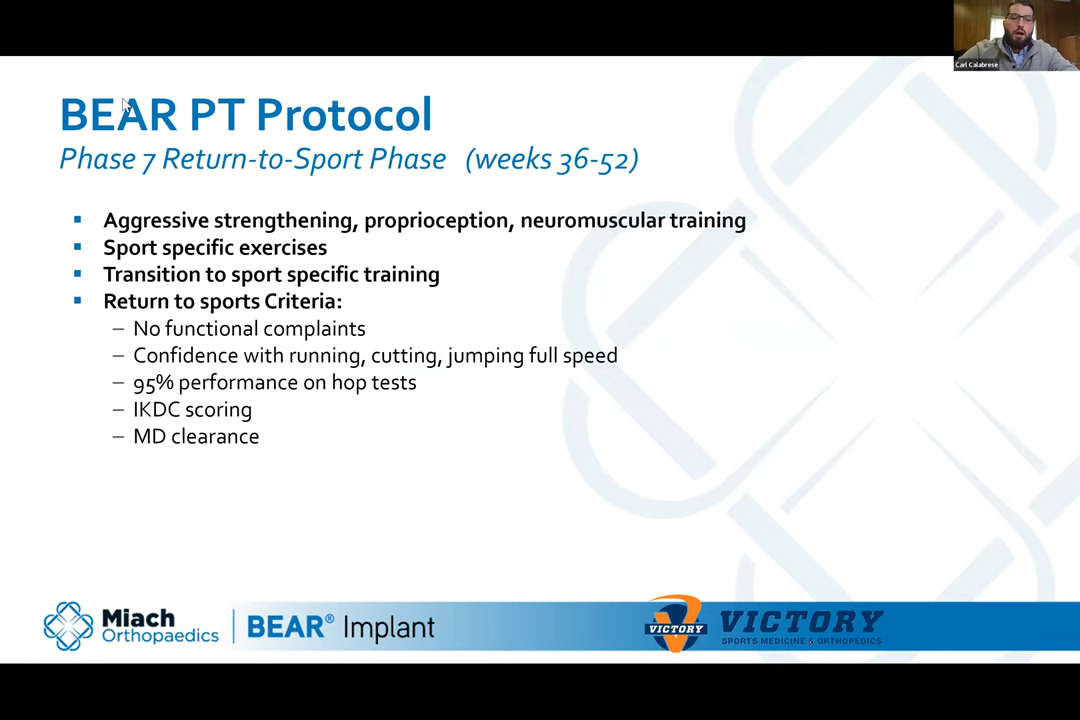 Carl Calabrese
BEAR PT Protocol
Phase 7 Return-to-Sport Phase (weeks 36-52)
▪ Aggressive strengthening, proprioception, neuromuscular training
▪ Sport specific exercises
▪ Transition to sport specific training
▪ Return to sports Criteria:
– No functional complaints
– Confidence with running, cutting, jumping full speed
– 95% performance on hop tests
– IKDC scoring
– MD clearance
Miach
Orthopaedics
BEAR® Implant
VICTORY
VICTORY
SPORTS MEDICINE & ORTHOPEDICS